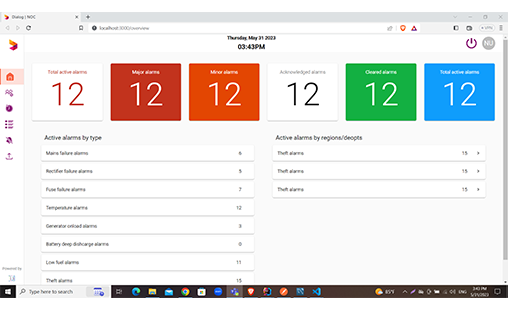 Dialog | NOC
localhost:3000/overview
Thursday, May 31 2023
03:43PM
NU
Total active alarms
12
Major alarms
12
Minor alarms
12
Acknowledged alarms
12
Cleared alarms
12
Total active alarms
12
Active alarms by type
Mains failure alarms 6
Rectifier failure alarms 9
Fuse failure alarms 7
Temperature alarms 12
Generator onload alarms 3
Battery deep dishcarge alarms 0
Low fuel alarms 11
Theft alarms 15
Active alarms by regions/deopts
Theft alarms 15 >
Theft alarms 15 >
Theft alarms 15 >
Powered by
Type here to search
85°F
ENG
3:43 PM
5/31/2023